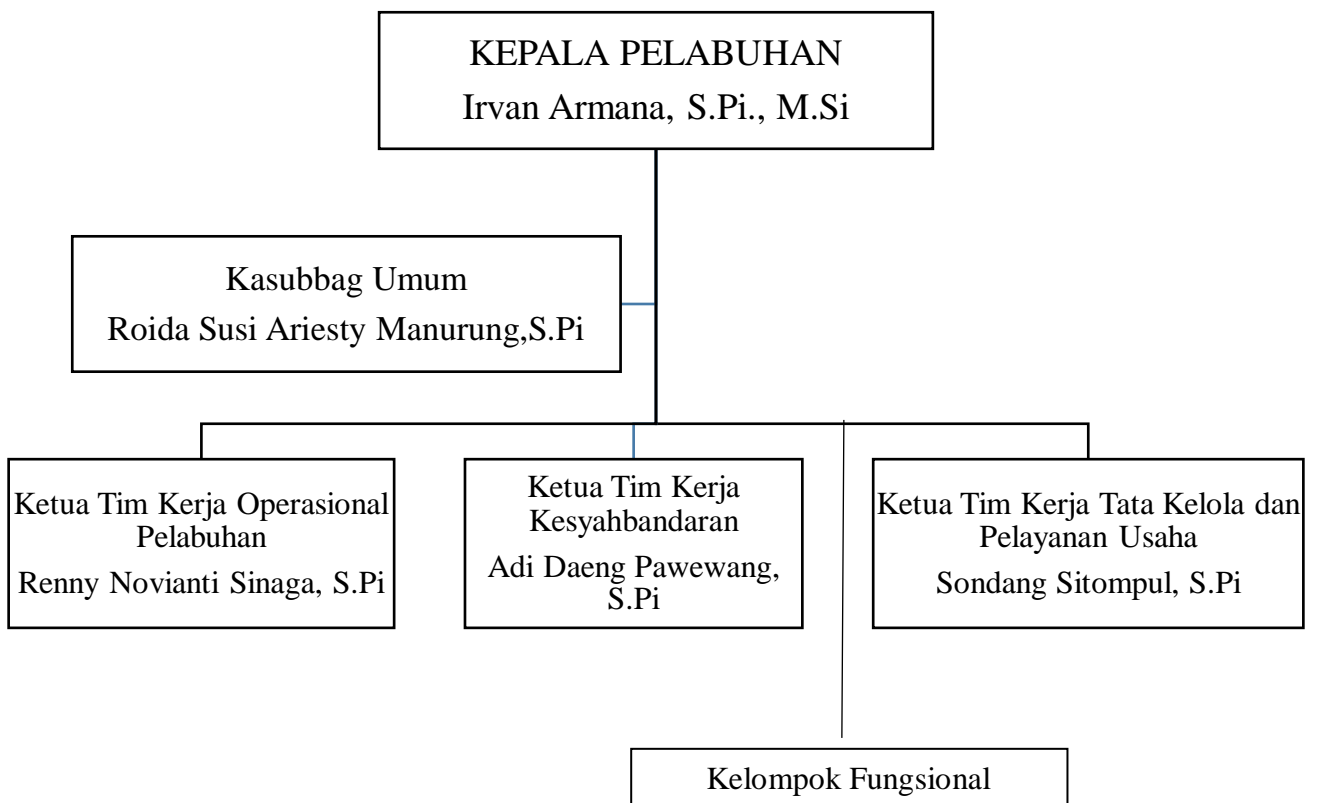 KEPALA PELABUHAN
Irvan Armana, S.Pi., M.Si
Kasubbag Umum
Roida Susi Ariesty Manurung,S.Pi
Ketua Tim Kerja Operasional
Pelabuhan
Renny Novianti Sinaga, S.Pi
Ketua Tim Kerja
Kesyahbandaran
Adi Daeng Pawewang,
S.Pi
Ketua Tim Kerja Tata Kelola dan
Pelayanan Usaha
Sondang Sitompul, S.Pi
Kelompok Fungsional